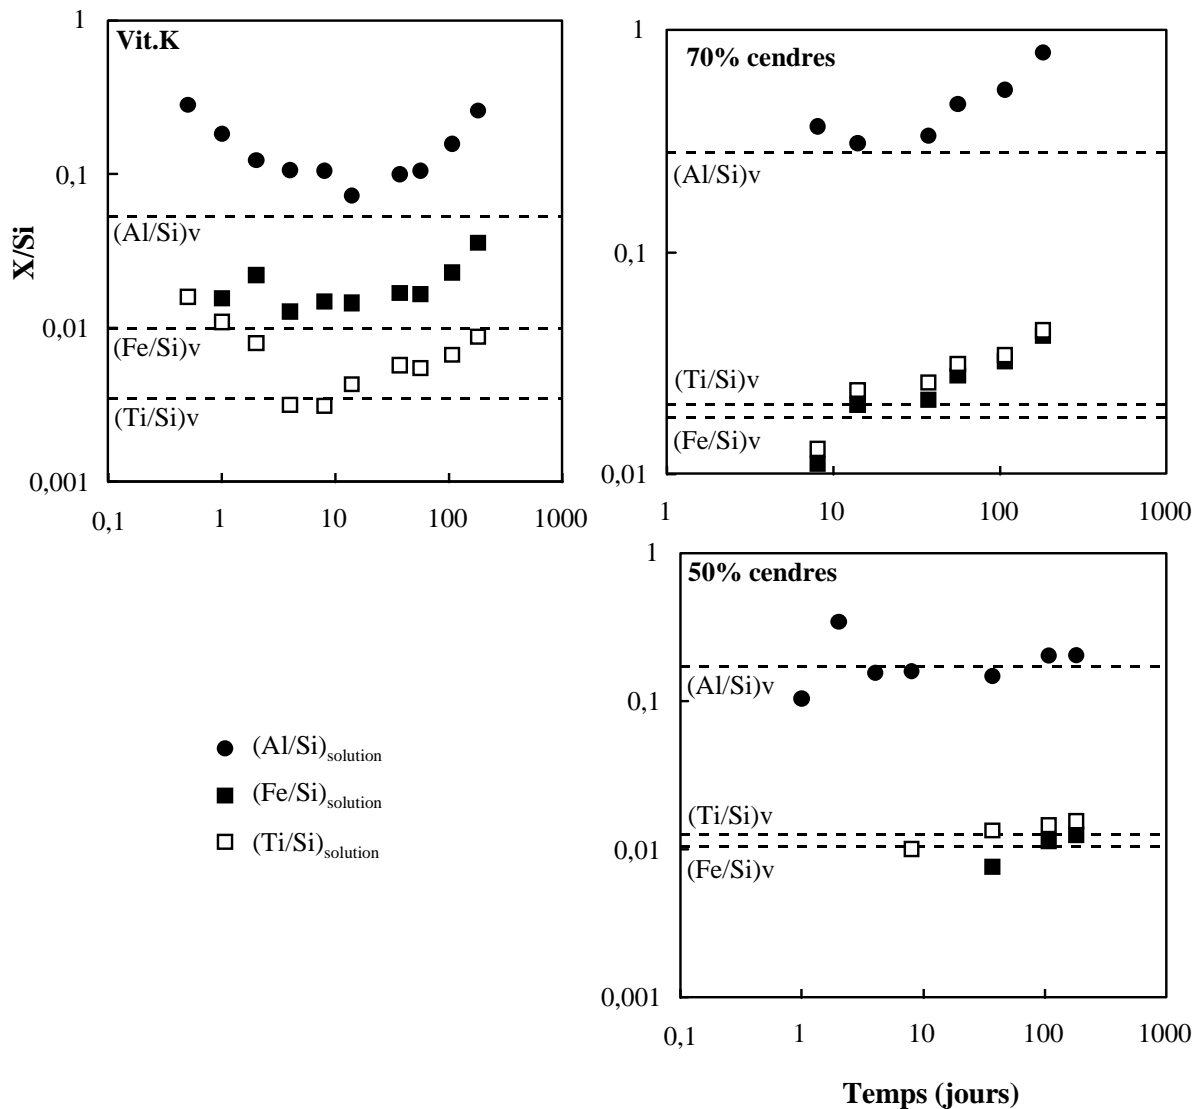 X/Si
Vit.K
1
0,1
0,01
0,001
(Al/Si)v
(Fe/Si)v
(Ti/Si)v
0,1
1
10
100
1000
70% cendres
1
0,1
0,01
(Al/Si)v
(Ti/Si)v
(Fe/Si)v
1
10
100
1000
50% cendres
1
0,1
0,01
0,001
(Al/Si)v
(Ti/Si)v
(Fe/Si)v
0,1
1
10
100
1000
Temps (jours)
(Al/Si)solution
(Fe/Si)solution
(Ti/Si)solution